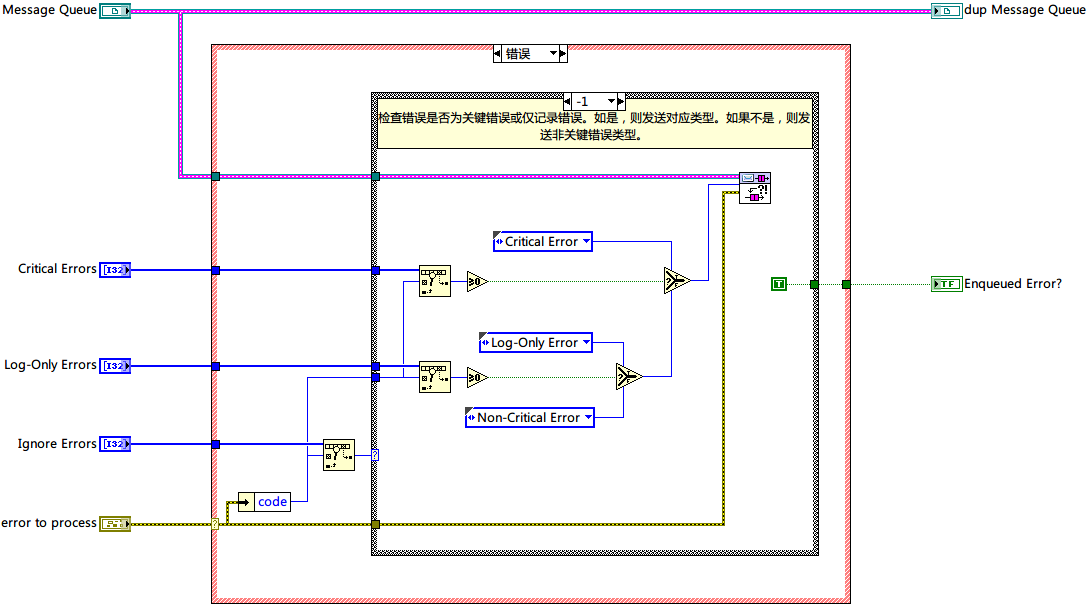 Message Queue
dup Message Queue
错误
-1
检查错误是否为关键错误或仅记录错误。如是，则发送对应类型。如果不是，则发
送非关键错误类型。
?!
Critical Error
Critical Errors
I32
≥0
?
T
F
T
TF
Enqueued Error?
Log-Only Error
Log-Only Errors
I32
≥0
?
T
F
Non-Critical Error
Ignore Errors
I32
?
code
error to process
?